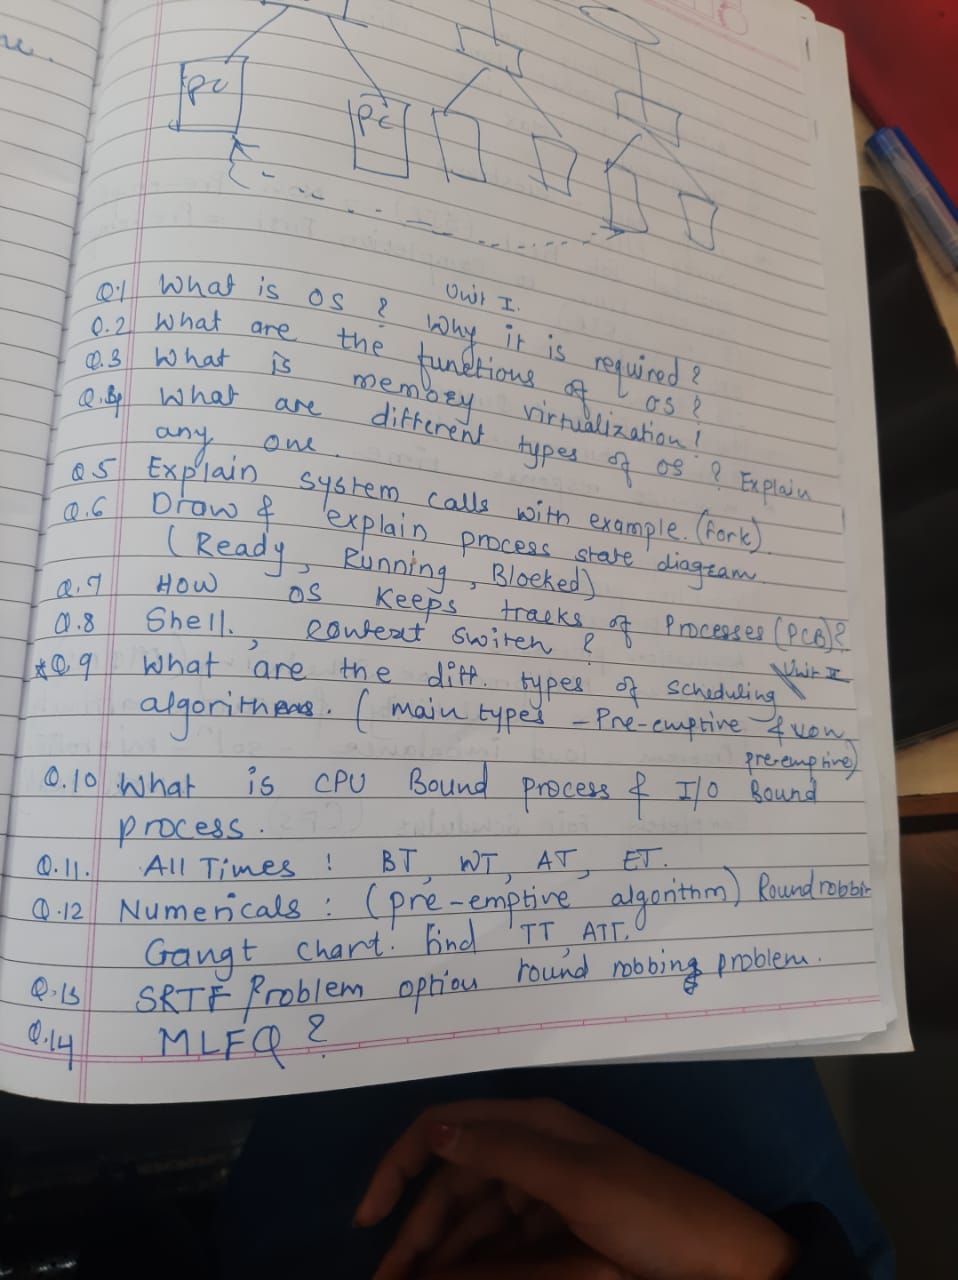 PC
PC
Unit I.
Q.1 What is OS ? Why it is required ?
Q.2 What are the functions of OS ?
Q.3 What is memory virtualization !
Q.4 What are different types of OS ? Explain
any one.
Q5 Explain system calls with example. (fork).
Q.6 Draw & explain process state diagram.
(Ready, Running, Blocked)
Q.7 How OS keeps tracks of Processes (PCB)?
Q.8 Shell., context switch ?
Unit II
*Q.9 What are the diff. types of scheduling
algorithms. (main types - Pre-emptive & non
pre-emptive)
Q.10 What is CPU Bound process & I/O Bound
process.
Q.11. All Times ! BT, WT, AT, ET.
Q.12 Numericals : (pre-emptive algorithm) Round robbin
Gangt chart. Find TT, ATT.
Q.13 SRTF Problem option round robbing problem.
Q.14 MLFQ ?